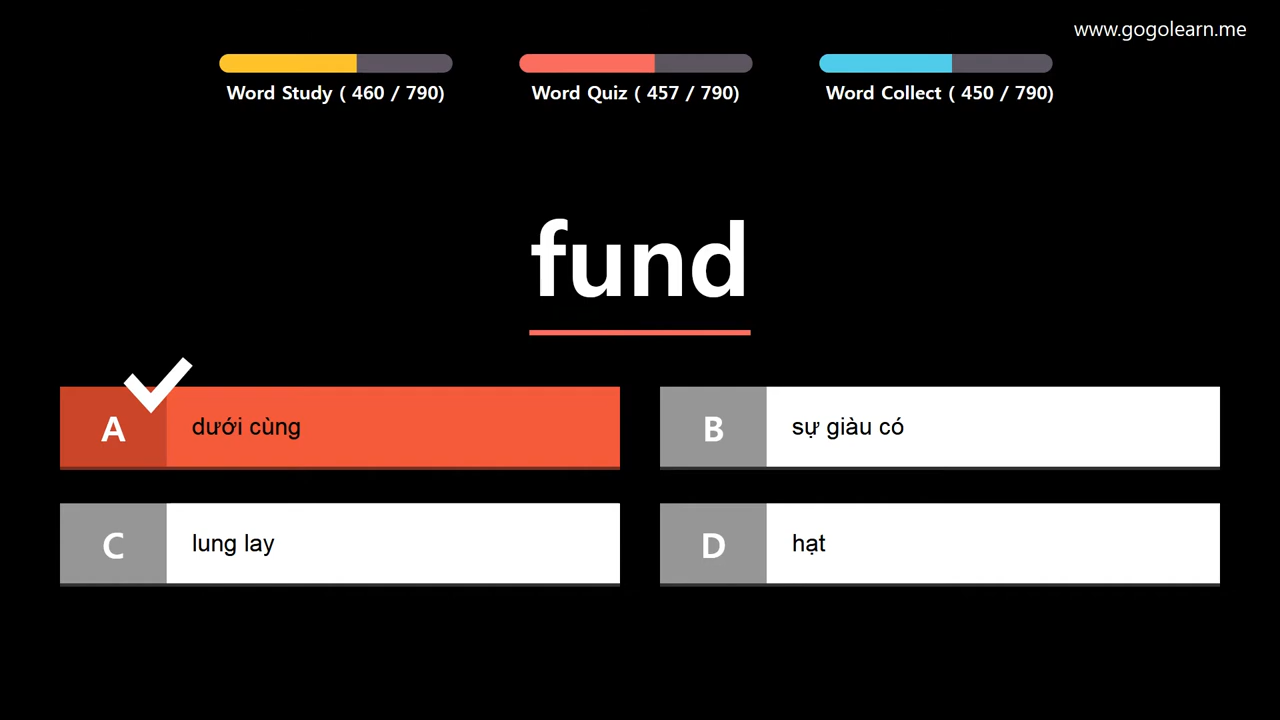 www.gogolearn.me
Word Study ( 460 / 790)
Word Quiz ( 457 / 790)
Word Collect ( 450 / 790)
fund
A
dưới cùng
B
sự giàu có
C
lung lay
D
hạt